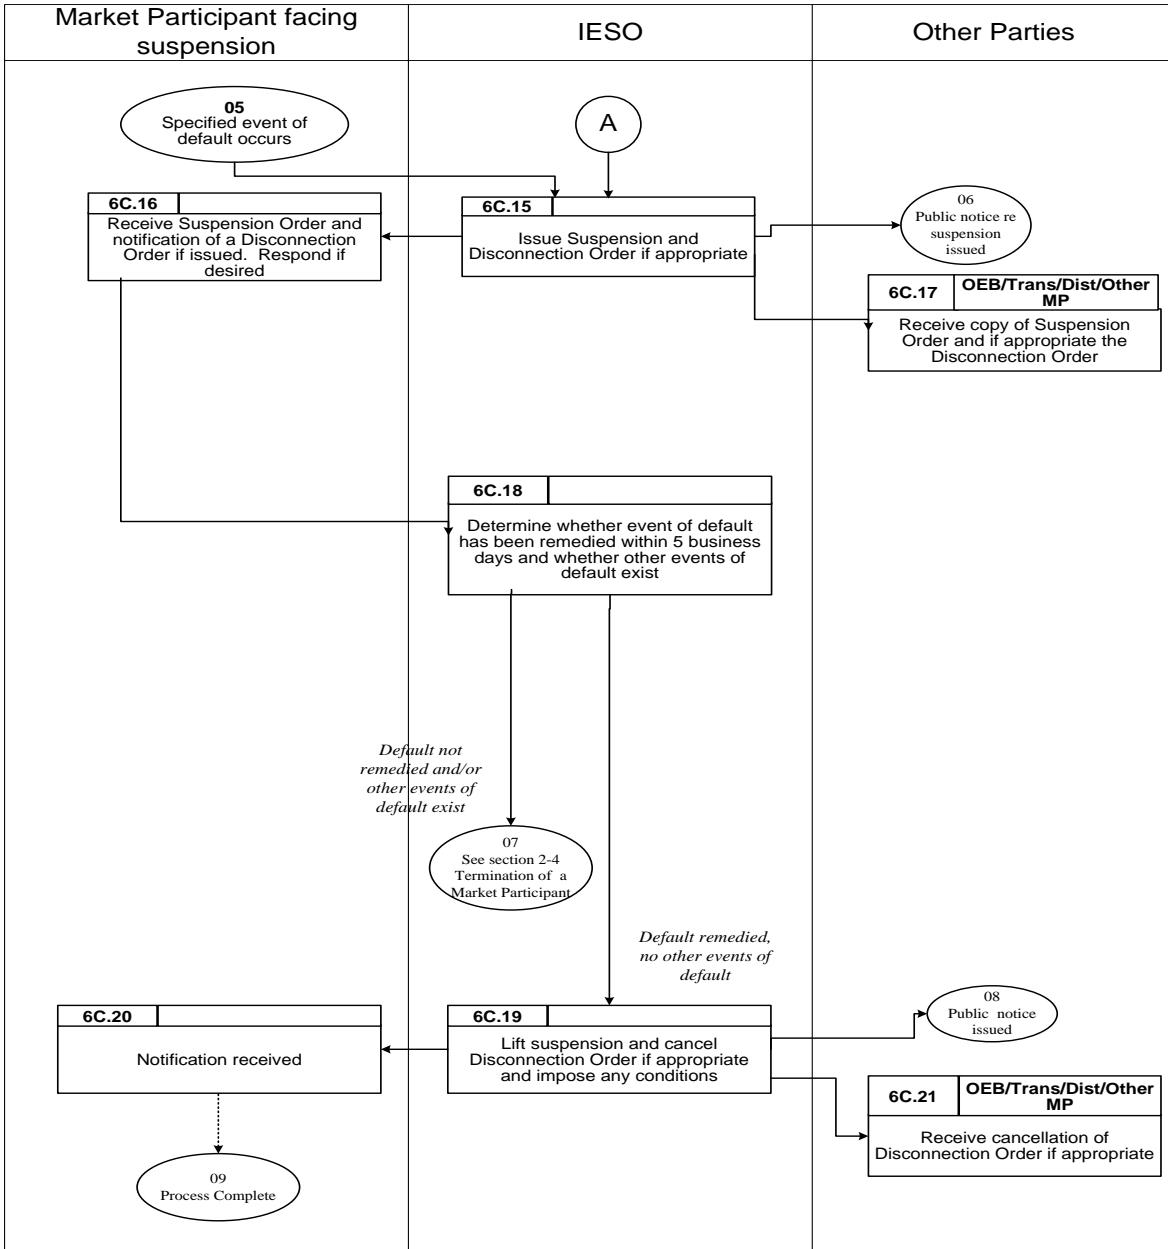 Market Participant facing
suspension
IESO
Other Parties
05
Specified event of
default occurs
A
6C.16
Receive Suspension Order and
notification of a Disconnection
Order if issued.  Respond if
desired
6C.15
Issue Suspension and
Disconnection Order if appropriate
06
Public notice re
suspension
issued
6C.17
OEB/Trans/Dist/Other
MP
Receive copy of Suspension
Order and if appropriate the
Disconnection Order
6C.18
Determine whether event of default
has been remedied within 5 business
days and whether other events of
default exist
Default not
remedied and/or
other events of
default exist
07
See section 2-4
Termination of  a
Market Participant
Default remedied,
no other events of
default
6C.20
Notification received
6C.19
Lift suspension and cancel
Disconnection Order if appropriate
and impose any conditions
08
Public  notice
issued
6C.21
OEB/Trans/Dist/Other
MP
Receive cancellation of
Disconnection Order if appropriate
09
Process Complete